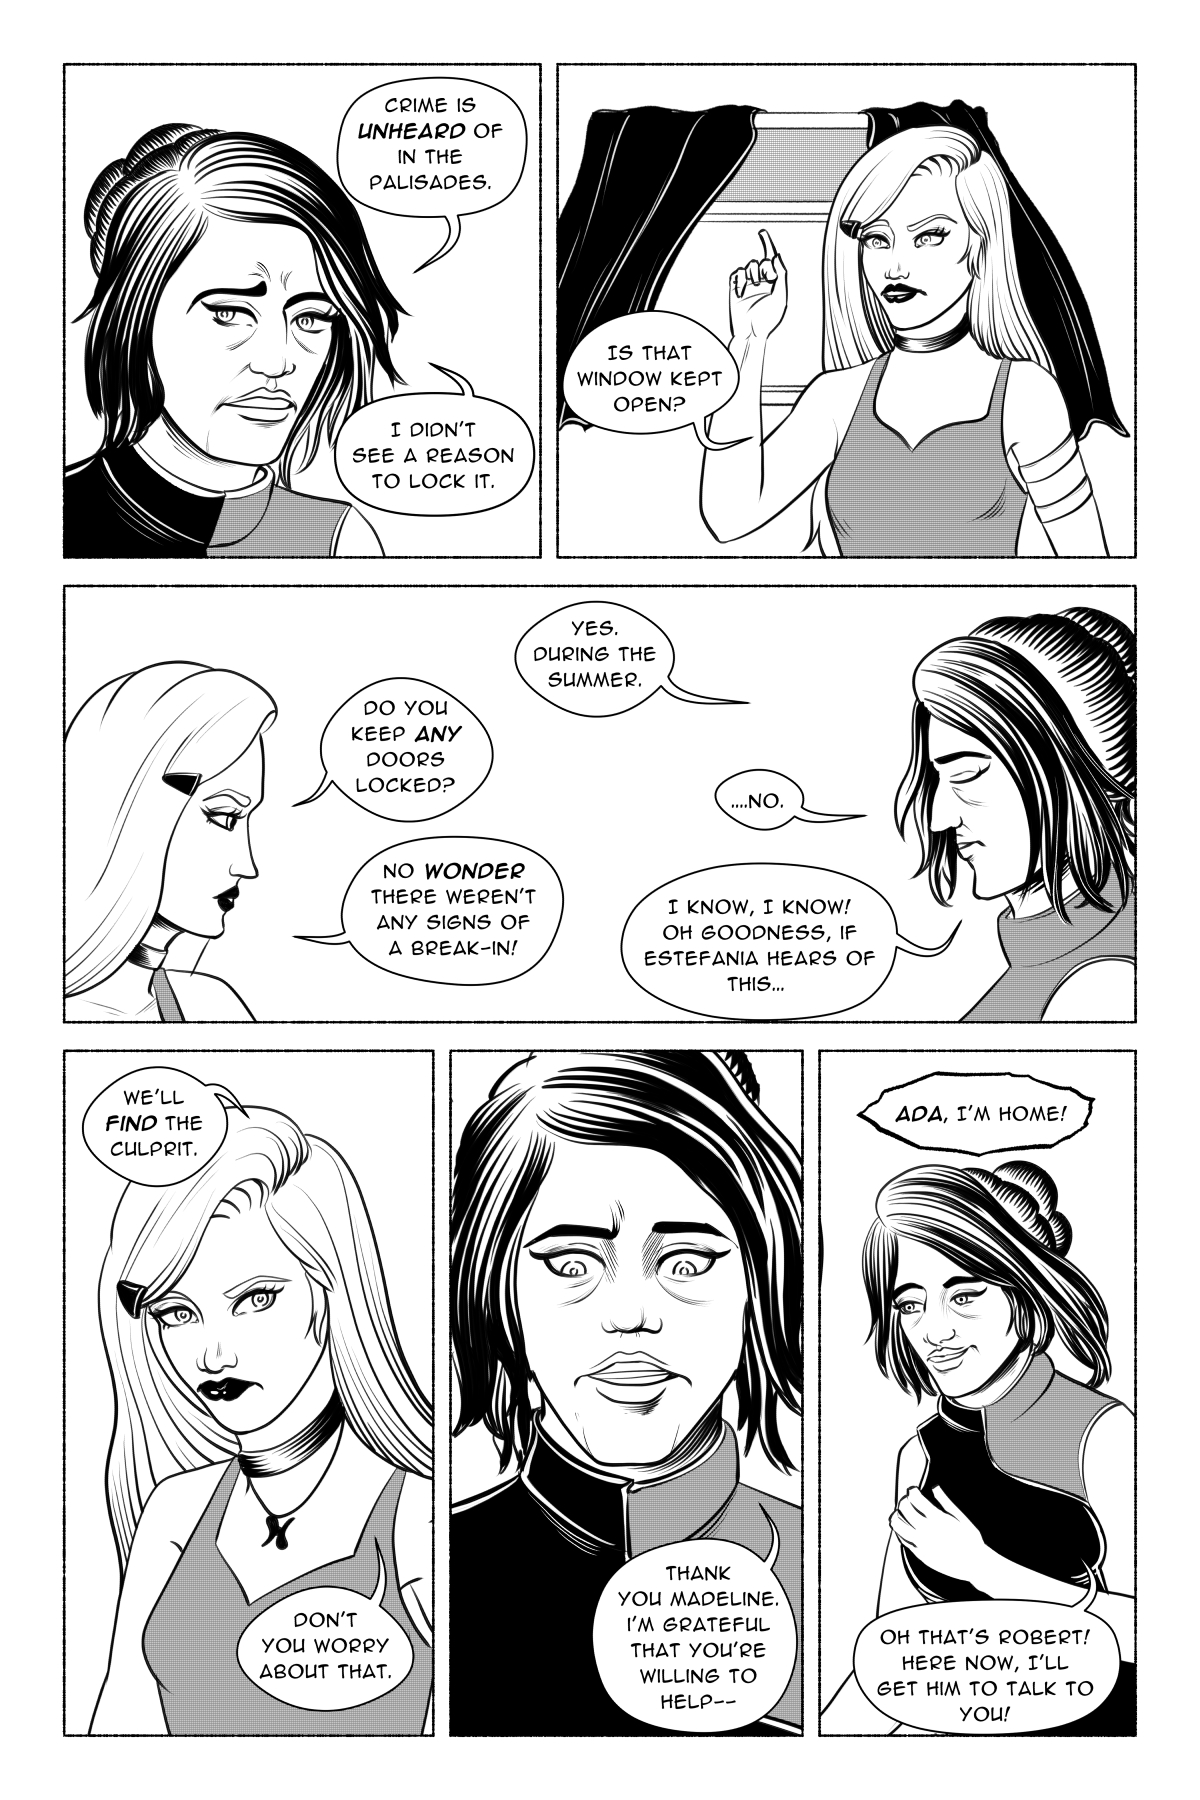 CRIME IS
UNHEARD OF
IN THE
PALISADES.
I DIDN'T
SEE A REASON
TO LOCK IT.
IS THAT
WINDOW KEPT
OPEN?
YES.
DURING THE
SUMMER.
DO YOU
KEEP ANY
DOORS
LOCKED?
....NO.
NO WONDER
THERE WEREN'T
ANY SIGNS OF
A BREAK-IN!
I KNOW, I KNOW!
OH GOODNESS, IF
ESTEFANIA HEARS OF
THIS...
WE'LL
FIND THE
CULPRIT.
DON'T
YOU WORRY
ABOUT THAT.
THANK
YOU MADELINE.
I'M GRATEFUL
THAT YOU'RE
WILLING TO
HELP--
ADA, I'M HOME!
OH THAT'S ROBERT!
HERE NOW, I'LL
GET HIM TO TALK TO
YOU!